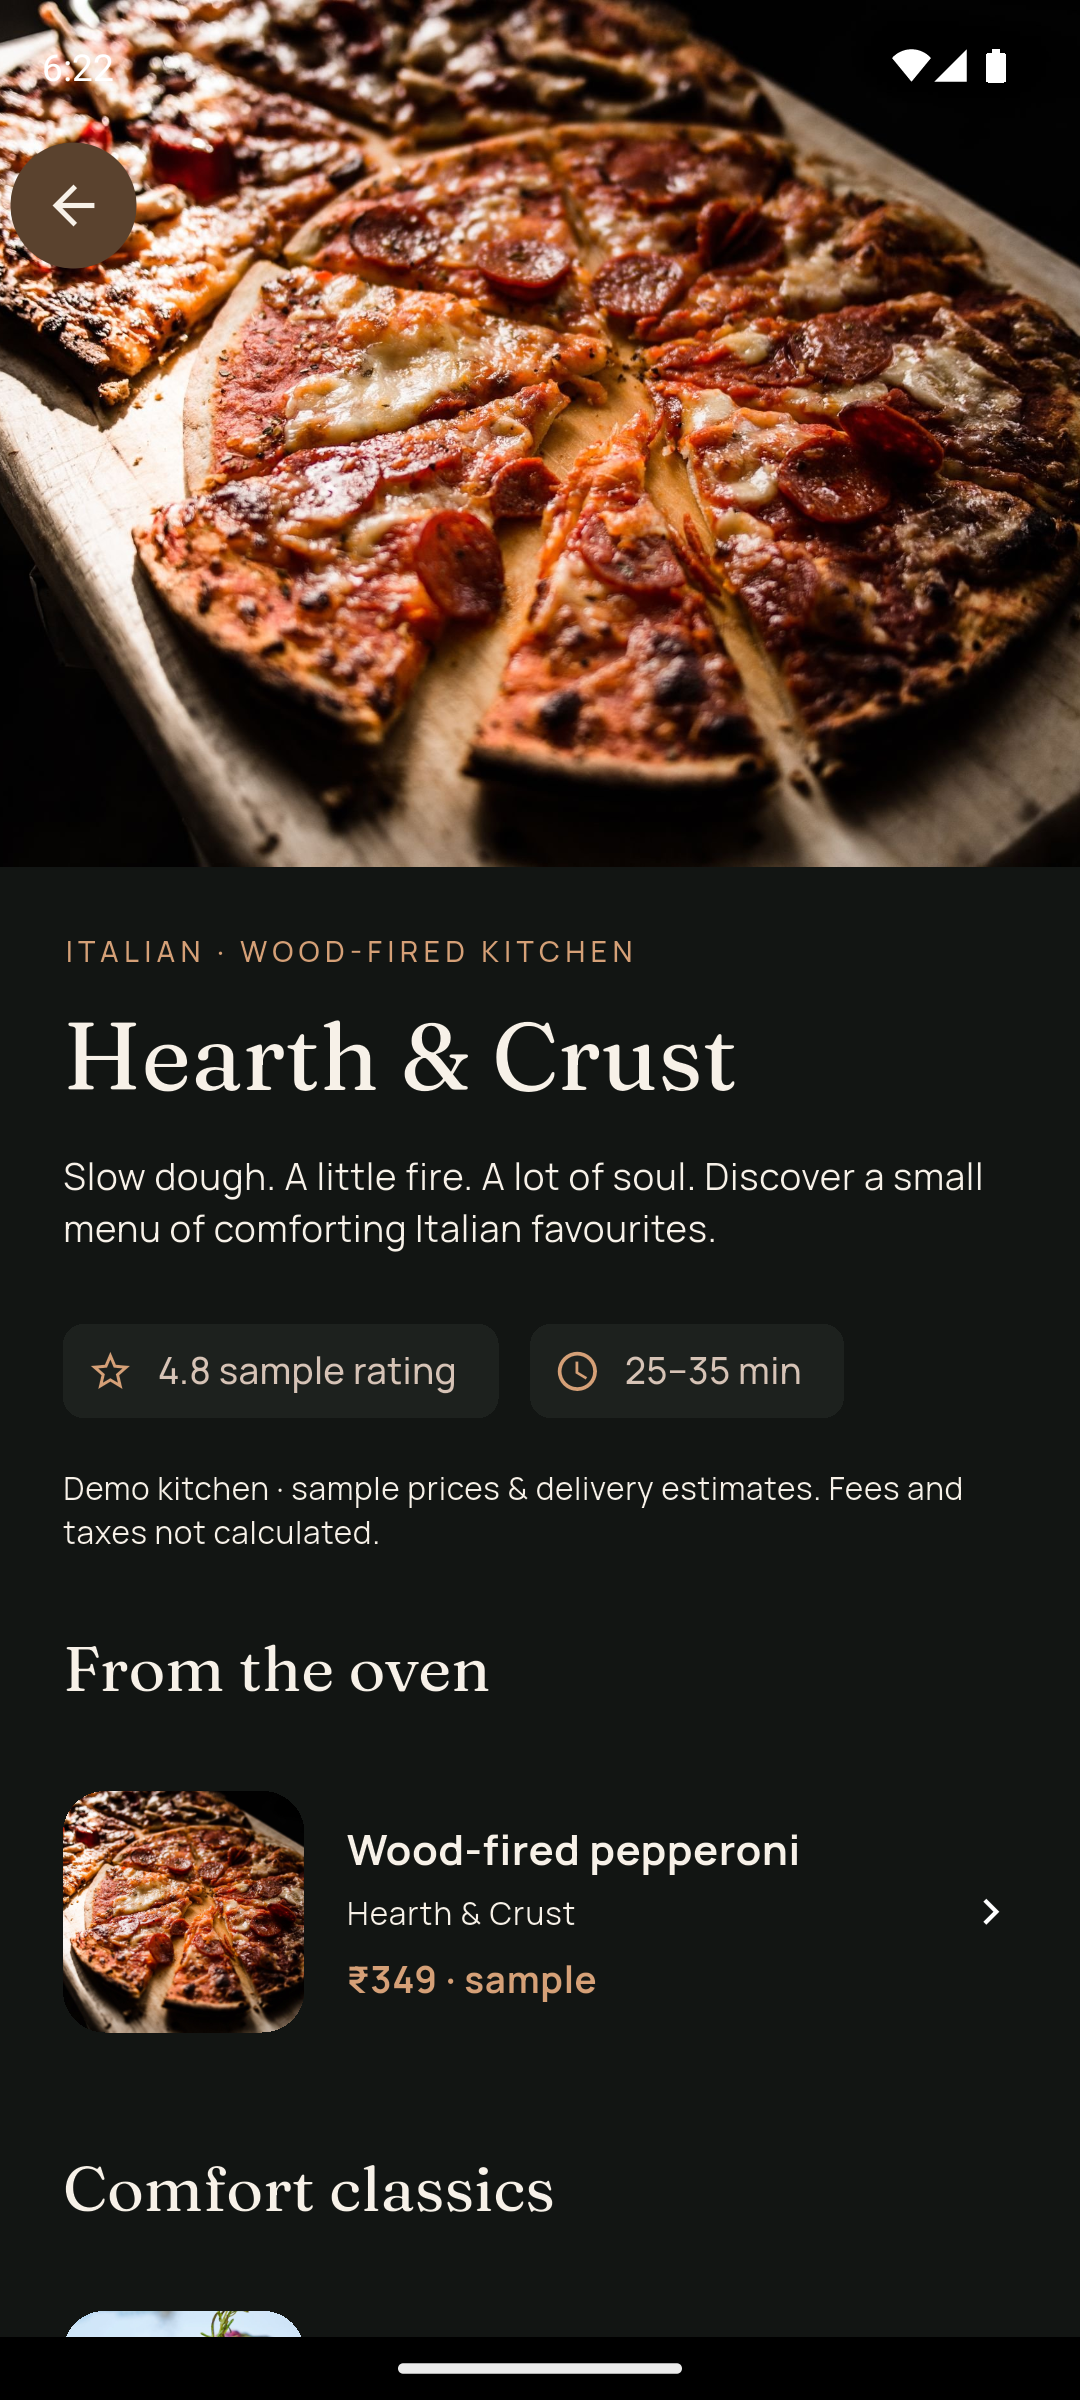 6:22
ITALIAN · WOOD-FIRED KITCHEN
Hearth & Crust
Slow dough. A little fire. A lot of soul. Discover a small
menu of comforting Italian favourites.
4.8 sample rating
25–35 min
Demo kitchen · sample prices & delivery estimates. Fees and
taxes not calculated.
From the oven
Wood-fired pepperoni
Hearth & Crust
₹349 · sample
Comfort classics